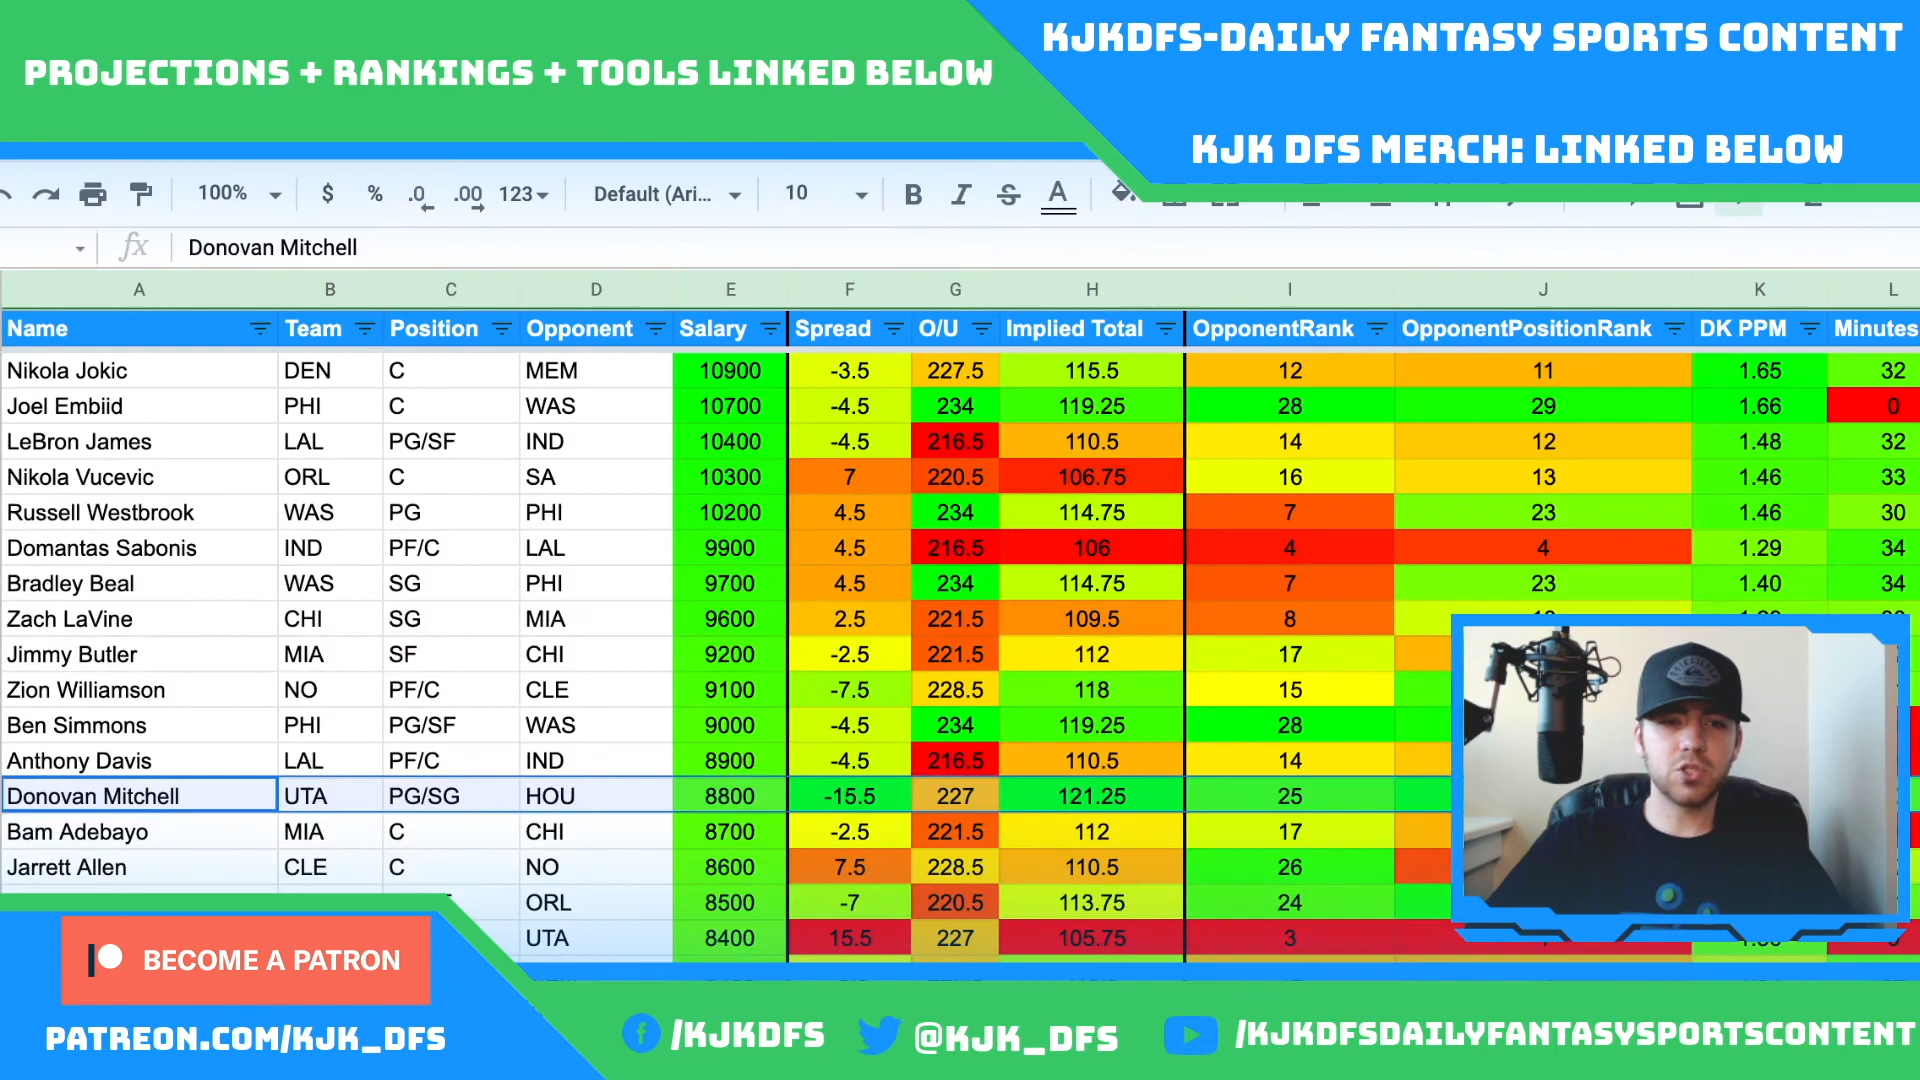 PROJECTIONS + RANKINGS + TOOLS LINKED BELOW
KJKDFS-DAILY FANTASY SPORTS CONTENT
KJK DFS MERCH: LINKED BELOW
100% $ % .0 .00 123 Default (Ari... 10 B I S A
fx Donovan Mitchell
A B C D E F G H I J K L
Name Team Position Opponent Salary Spread O/U Implied Total OpponentRank OpponentPositionRank DK PPM Minutes
Nikola Jokic DEN C MEM 10900 -3.5 227.5 115.5 12 11 1.65 32
Joel Embiid PHI C WAS 10700 -4.5 234 119.25 28 29 1.66 0
LeBron James LAL PG/SF IND 10400 -4.5 216.5 110.5 14 12 1.48 32
Nikola Vucevic ORL C SA 10300 7 220.5 106.75 16 13 1.46 33
Russell Westbrook WAS PG PHI 10200 4.5 234 114.75 7 23 1.46 30
Domantas Sabonis IND PF/C LAL 9900 4.5 216.5 106 4 4 1.29 34
Bradley Beal WAS SG PHI 9700 4.5 234 114.75 7 23 1.40 34
Zach LaVine CHI SG MIA 9600 2.5 221.5 109.5 8
Jimmy Butler MIA SF CHI 9200 -2.5 221.5 112 17
Zion Williamson NO PF/C CLE 9100 -7.5 228.5 118 15
Ben Simmons PHI PG/SF WAS 9000 -4.5 234 119.25 28
Anthony Davis LAL PF/C IND 8900 -4.5 216.5 110.5 14
Donovan Mitchell UTA PG/SG HOU 8800 -15.5 227 121.25 25
Bam Adebayo MIA C CHI 8700 -2.5 221.5 112 17
Jarrett Allen CLE C NO 8600 7.5 228.5 110.5 26
ORL 8500 -7 220.5 113.75 24
UTA 8400 15.5 227 105.75 3
BECOME A PATRON
PATREON.COM/KJK_DFS
/KJKDFS @KJK_DFS /KJKDFSDAILYFANTASYSPORTSCONTENT